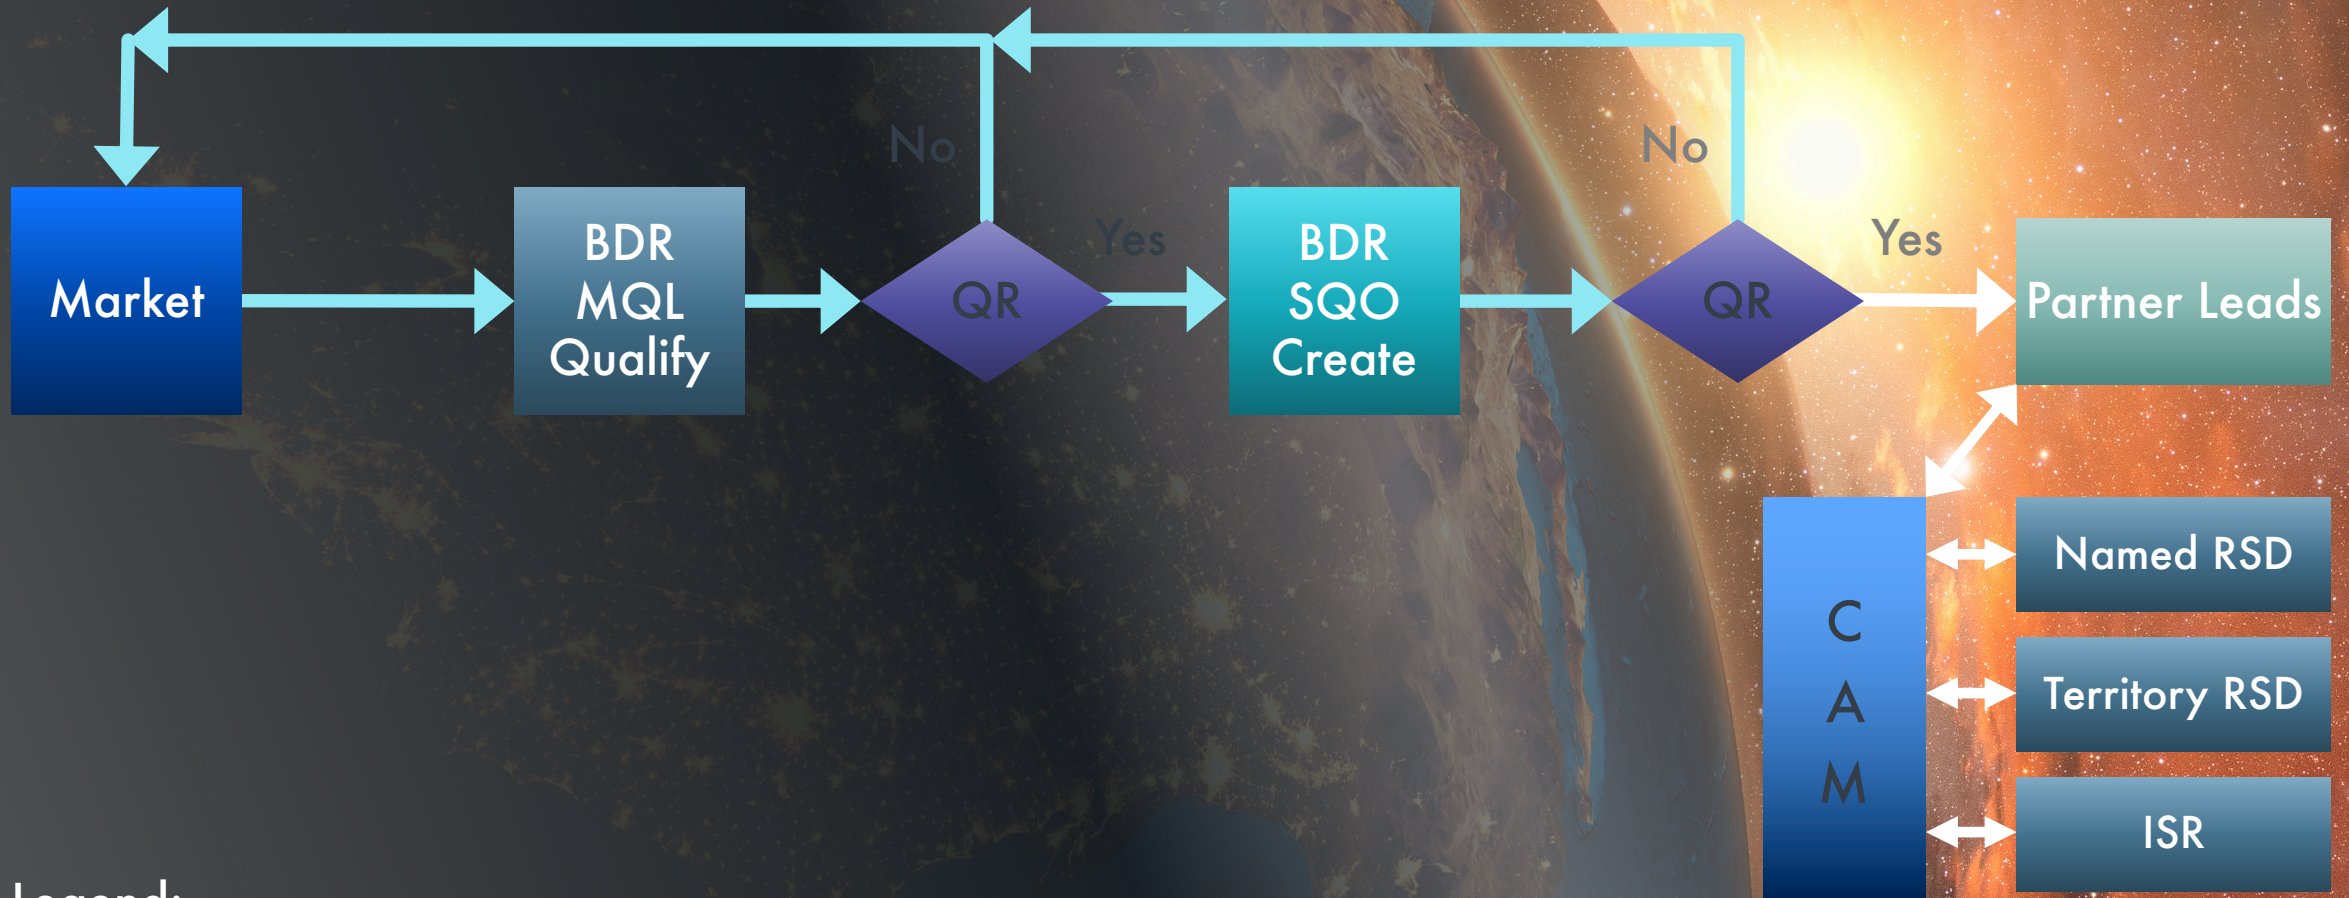 No
No
Market
BDR
MQL
Qualify
QR
Yes
BDR
SQO
Create
QR
Yes
Partner Leads
C
A
M
Named RSD
Territory RSD
ISR
Legend: